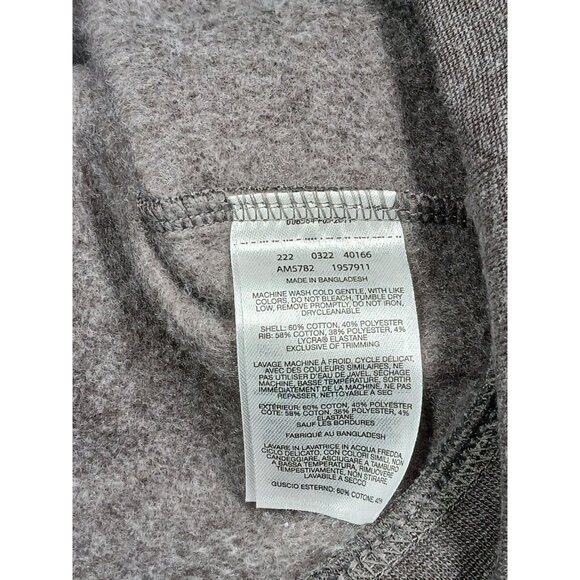 222 0322 40166
AM5782 1957911
MADE IN BANGLADESH
MACHINE WASH COLD GENTLE, WITH LIKE
COLORS, DO NOT BLEACH, TUMBLE DRY
LOW, REMOVE PROMPTLY, DO NOT IRON,
DRYCLEANABLE
SHELL: 60% COTTON, 40% POLYESTER
RIB: 58% COTTON, 38% POLYESTER, 4%
LYCRA® ELASTANE
EXCLUSIVE OF TRIMMING
LAVAGE MACHINE À FROID, CYCLE DÉLICAT,
AVEC DES COULEURS SIMILAIRES, NE
PAS UTILISER D'EAU DE JAVEL, SÉCHAGE
MACHINE, BASSE TEMPÉRATURE, SORTIR
IMMÉDIATEMENT DE LA MACHINE, NE PAS
REPASSER, NETTOYABLE A SEC
EXTÉRIEUR: 60% COTON, 40% POLYESTER
COTE: 58% COTON, 38% POLYESTER, 4%
ELASTANE
SAUF LES BORDURES
FABRIQUÉ AU BANGLADESH
LAVARE IN LAVATRICE IN ACQUA FREDDA,
CICLO DELICATO, CON COLORI SIMILI, NON
CANDEGGIARE, ASCIUGARE A TAMBURO
A BASSA TEMPERATURA, RIMUOVERE
TEMPESTIVAMENTE, NON STIRARE
LAVABILE A SECCO
GUSCIO ESTERNO: 60% COTONE